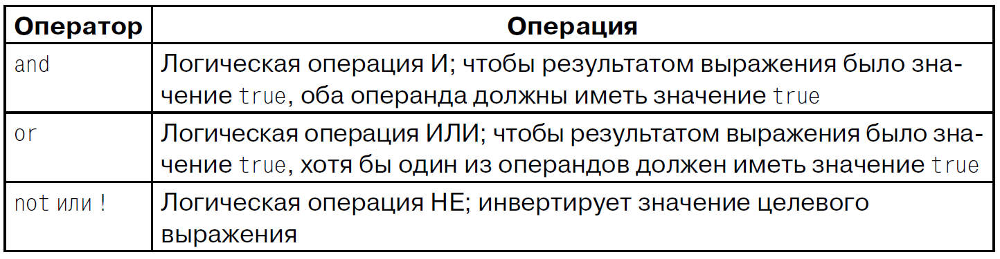 Оператор Операция
and Логическая операция И; чтобы результатом выражения было зна-
чение true, оба операнда должны иметь значение true
or Логическая операция ИЛИ; чтобы результатом выражения было зна-
чение true, хотя бы один из операндов должен иметь значение true
not или ! Логическая операция НЕ; инвертирует значение целевого
выражения